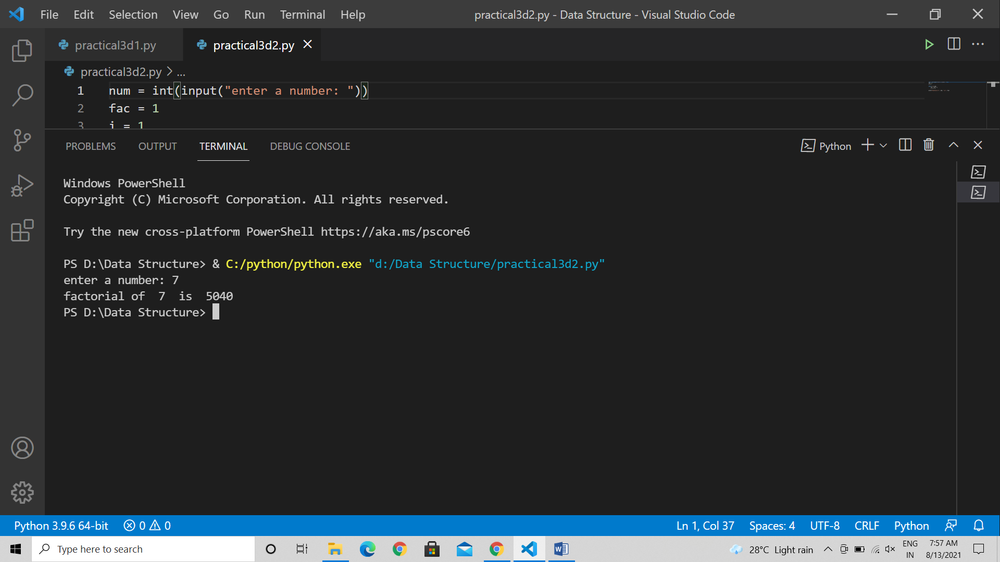 File Edit Selection View Go Run Terminal Help practical3d2.py - Data Structure - Visual Studio Code
practical3d1.py practical3d2.py
practical3d2.py > ...
1 num = int(input("enter a number: "))
2 fac = 1
3 i = 1
PROBLEMS OUTPUT TERMINAL DEBUG CONSOLE Python
Windows PowerShell
Copyright (C) Microsoft Corporation. All rights reserved.
Try the new cross-platform PowerShell https://aka.ms/pscore6
PS D:\Data Structure> & C:/python/python.exe "d:/Data Structure/practical3d2.py"
enter a number: 7
factorial of  7  is  5040
PS D:\Data Structure>
Python 3.9.6 64-bit 0 0 Ln 1, Col 37 Spaces: 4 UTF-8 CRLF Python
Type here to search 28°C Light rain ENG 7:57 AM
IN 8/13/2021